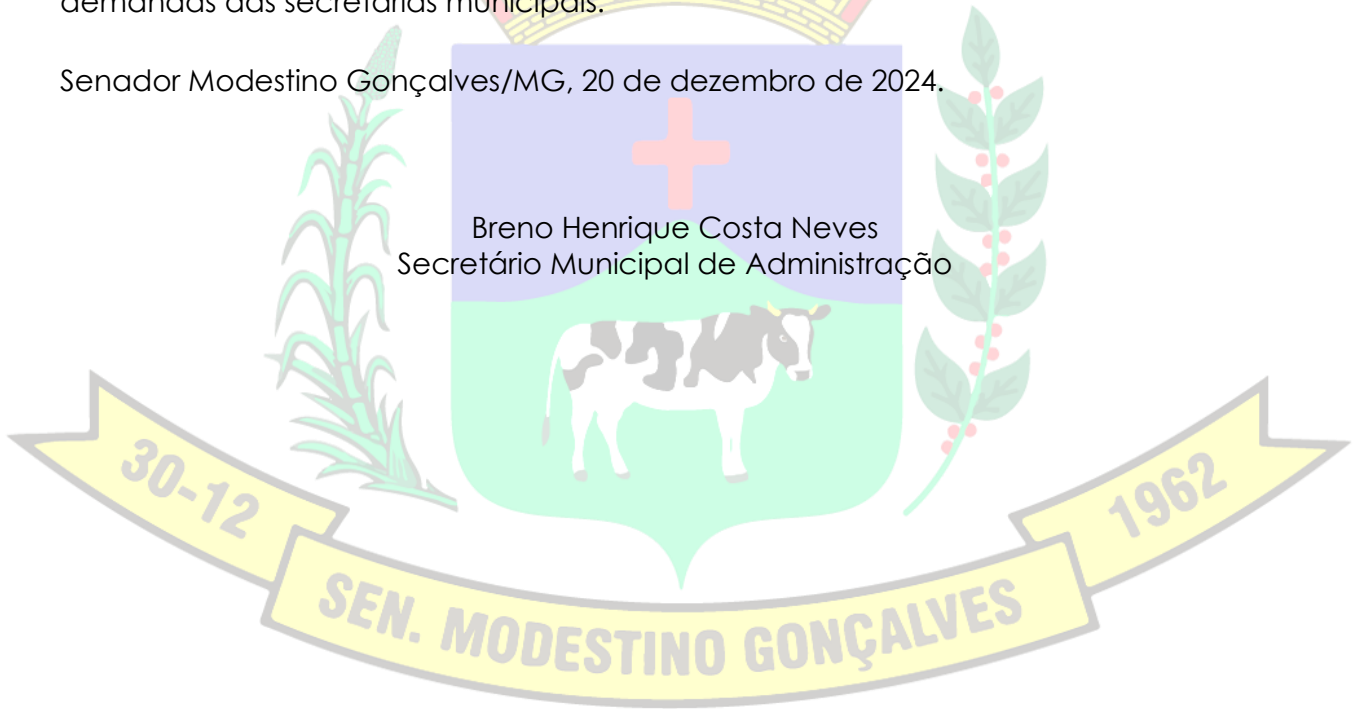 demandas das secretarias municipais.
Senador Modestino Gonçalves/MG, 20 de dezembro de 2024.
Breno Henrique Costa Neves
Secretário Municipal de Administração
30-12
1962
SEN. MODESTINO GONÇALVES